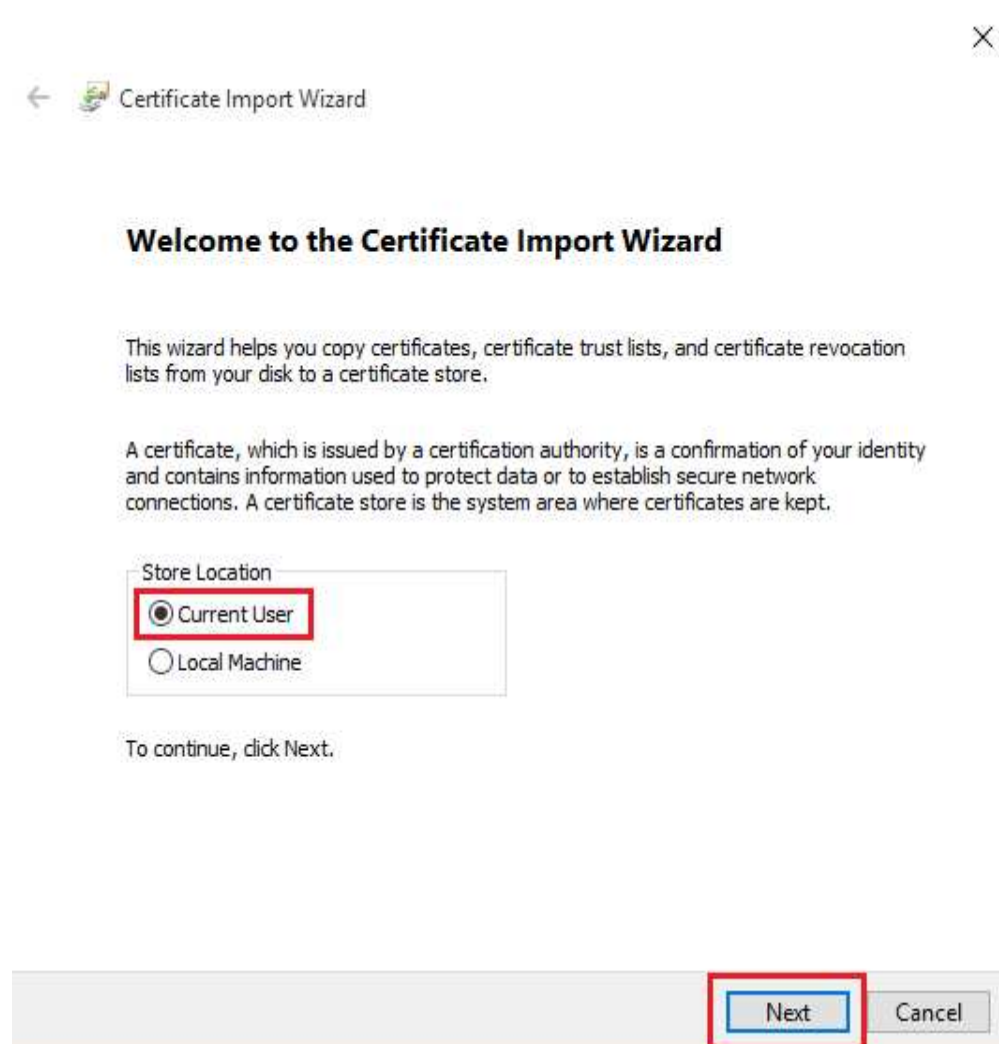 Certificate Import Wizard
Welcome to the Certificate Import Wizard
This wizard helps you copy certificates, certificate trust lists, and certificate revocation
lists from your disk to a certificate store.
A certificate, which is issued by a certification authority, is a confirmation of your identity
and contains information used to protect data or to establish secure network
connections. A certificate store is the system area where certificates are kept.
Store Location
Current User
Local Machine
To continue, click Next.
Next Cancel